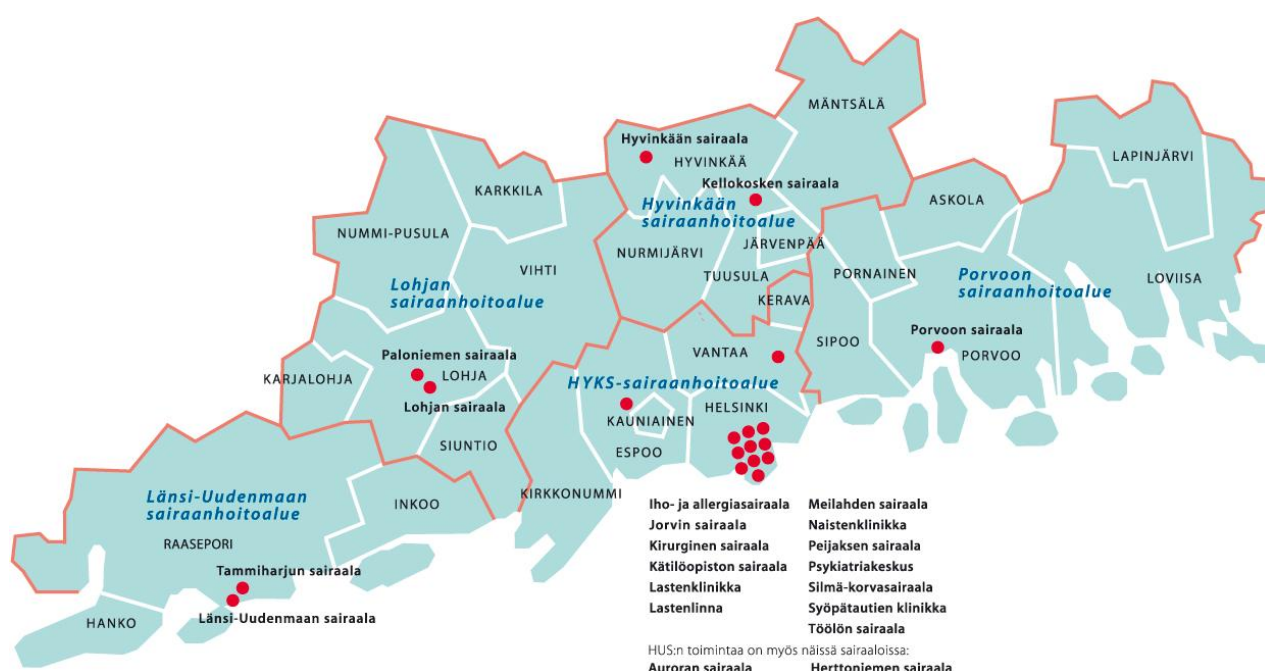 MÄNTSÄLÄ
Hyvinkään sairaala
HYVINKÄÄ
LAPINJÄRVI
KARKKILA
Kellokosken sairaala
ASKOLA
Hyvinkään
sairaanhoitoalue
NUMMI-PUSULA
JÄRVENPÄÄ
NURMIJÄRVI
VIHTI
TUUSULA
PORNAINEN
Porvoon
sairaanhoitoalue
LOVIISA
Lohjan
sairaanhoitoalue
KERAVA
Porvoon sairaala
SIPOO
PORVOO
VANTAA
Paloniemen sairaala
KARJALOHJA
LOHJA
HYKS-sairaanhoitoalue
Lohjan sairaala
HELSINKI
KAUNIAINEN
SIUNTIO
ESPOO
Länsi-Uudenmaan
sairaanhoitoalue
KIRKKONUMMI
INKOO
RAASEPORI
Tammiharjun sairaala
Länsi-Uudenmaan sairaala
HANKO
Iho- ja allergiasairaala Meilahden sairaala
Jorvin sairaala Naistenklinikka
Kirurginen sairaala Peijaksen sairaala
Kätilöopiston sairaala Psykiatriakeskus
Lastenklinikka Silmä-korvasairaala
Lastenlinna Syöpätautien klinikka
Töölön sairaala
HUS:n toimintaa on myös näissä sairaaloissa:
Auroran sairaala Herttoniemen sairaala